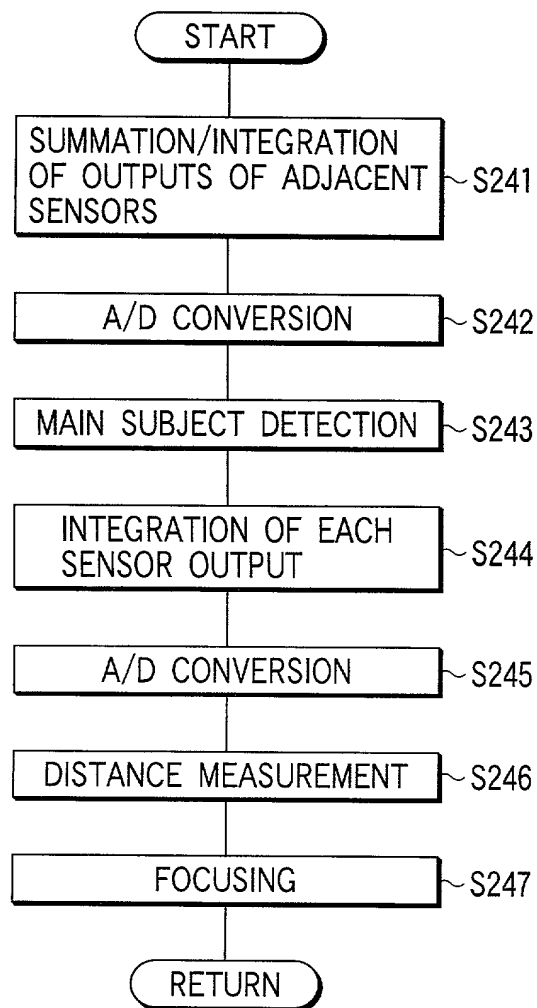 START
SUMMATION/INTEGRATION
OF OUTPUTS OF ADJACENT
SENSORS
S241
A/D CONVERSION
S242
MAIN SUBJECT DETECTION
S243
INTEGRATION OF EACH
SENSOR OUTPUT
S244
A/D CONVERSION
S245
DISTANCE MEASUREMENT
S246
FOCUSING
S247
RETURN